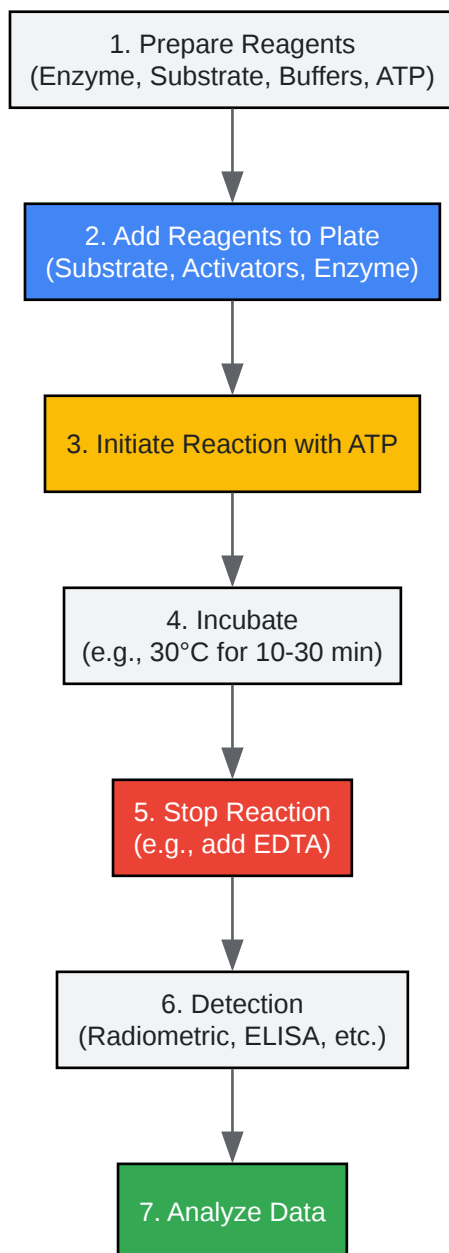 1. Prepare Reagents
(Enzyme, Substrate, Buffers, ATP)
2. Add Reagents to Plate
(Substrate, Activators, Enzyme)
3. Initiate Reaction with ATP
4. Incubate
(e.g., 30°C for 10-30 min)
5. Stop Reaction
(e.g., add EDTA)
6. Detection
(Radiometric, ELISA, etc.)
7. Analyze Data